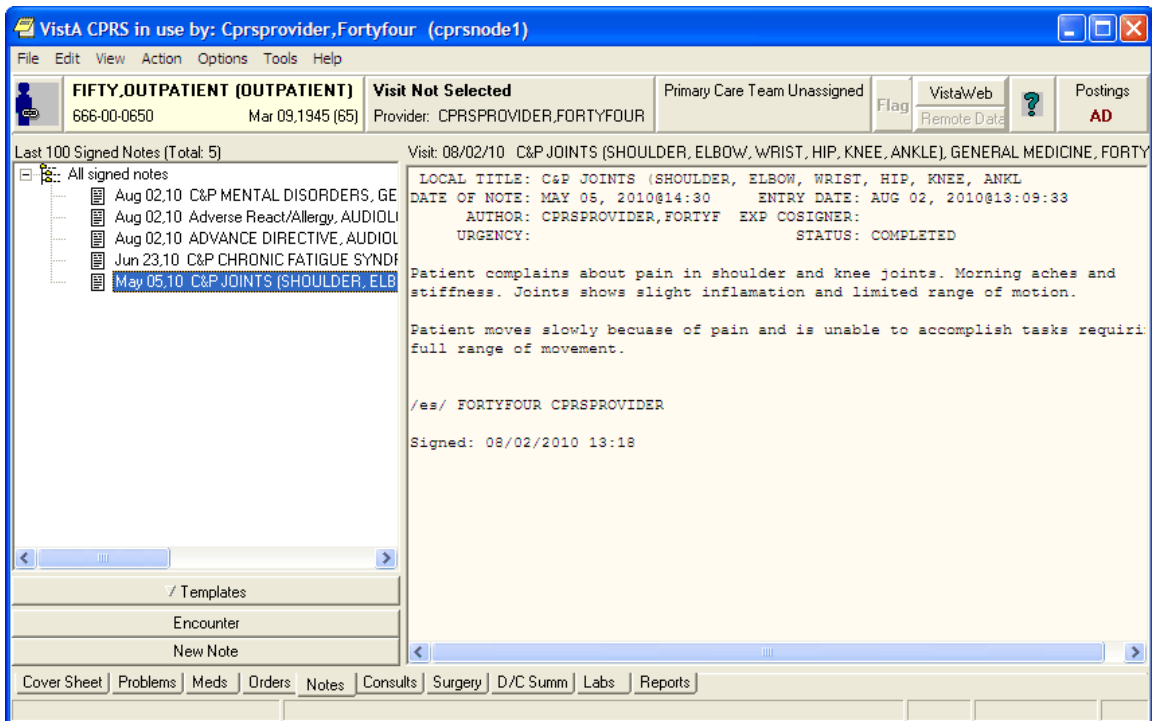 VistA CPRS in use by: Cprsprovider,Fortyfour (cprsnode1)
File Edit View Action Options Tools Help
FIFTY,OUTPATIENT (OUTPATIENT) Visit Not Selected Primary Care Team Unassigned Flag VistaWeb Postings
666-00-0650 Mar 09,1945 (65) Provider: CPRSPROVIDER,FORTYFOUR Remote Data ? AD
Last 100 Signed Notes (Total: 5)
All signed notes
Aug 02,10 C&P MENTAL DISORDERS, GE
Aug 02,10 Adverse React/Allergy, AUDIOL
Aug 02,10 ADVANCE DIRECTIVE, AUDIOL
Jun 23,10 C&P CHRONIC FATIGUE SYNDR
May 05,10 C&P JOINTS (SHOULDER, ELB
Templates
Encounter
New Note
Visit: 08/02/10 C&P JOINTS (SHOULDER, ELBOW, WRIST, HIP, KNEE, ANKLE), GENERAL MEDICINE, FORTY
LOCAL TITLE: C&P JOINTS (SHOULDER, ELBOW, WRIST, HIP, KNEE, ANKL
DATE OF NOTE: MAY 05, 2010@14:30 ENTRY DATE: AUG 02, 2010@13:09:33
AUTHOR: CPRSPROVIDER,FORTYF EXP COSIGNER:
URGENCY: STATUS: COMPLETED
Patient complains about pain in shoulder and knee joints. Morning aches and
stiffness. Joints shows slight inflamation and limited range of motion.
Patient moves slowly becuase of pain and is unable to accomplish tasks requiri
full range of movement.
/es/ FORTYFOUR CPRSPROVIDER
Signed: 08/02/2010 13:18
Cover Sheet Problems Meds Orders Notes Consults Surgery D/C Summ Labs Reports